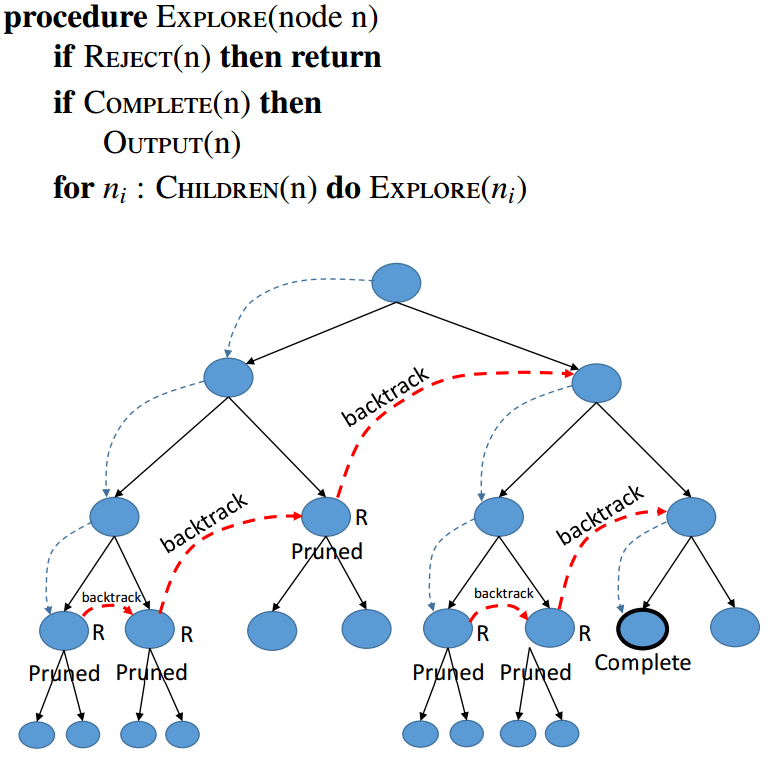 procedure EXPLORE(node n)
if REJECT(n) then return
if COMPLETE(n) then
OUTPUT(n)
for nᵢ : CHILDREN(n) do EXPLORE(nᵢ)
backtrack
backtrack
backtrack
R
Pruned
backtrack
backtrack
R
R
R
R
Pruned
Pruned
Pruned
Pruned
Complete